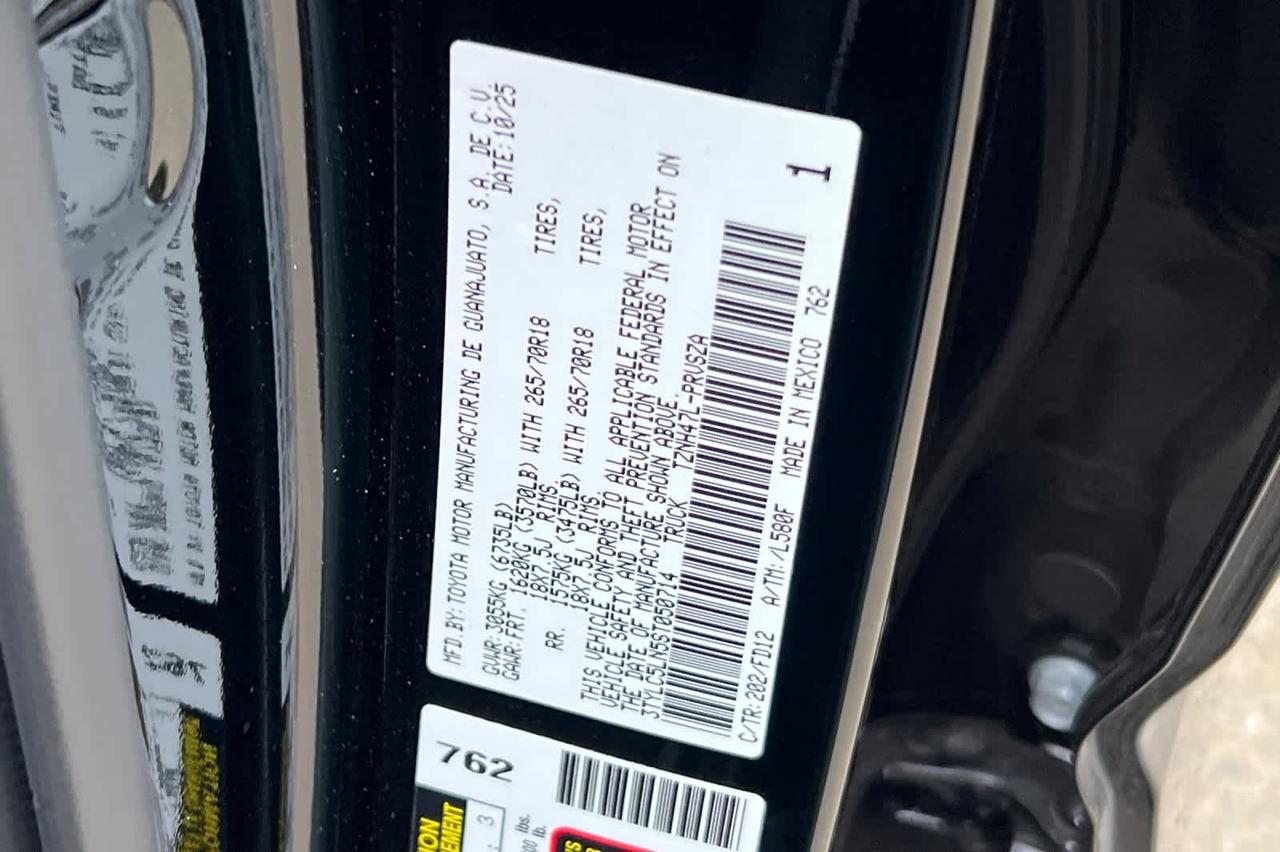 MFD. BY: TOYOTA MOTOR MANUFACTURING DE GUANAJUATO, S.A. DE C.V.
DATE: 10/25
GVWR: 3055KG (6735LB)
GAWR: FRT. 1620KG (3570LB) WITH 265/70R18 TIRES,
18X7.5J RIMS,
RR. 1575KG (3475LB) WITH 265/70R18 TIRES,
18X7.5J RIMS,
THIS VEHICLE CONFORMS TO ALL APPLICABLE FEDERAL MOTOR
VEHICLE SAFETY AND THEFT PREVENTION STANDARDS IN EFFECT ON
THE DATE OF MANUFACTURE SHOWN ABOVE.
3TYLC5LN5ST050714 TRUCK TZNH47L-PRVSZA
C/TR: 202/FD12 A/TM: /L580F MADE IN MEXICO 762
1
762
3
lbs.
lb.